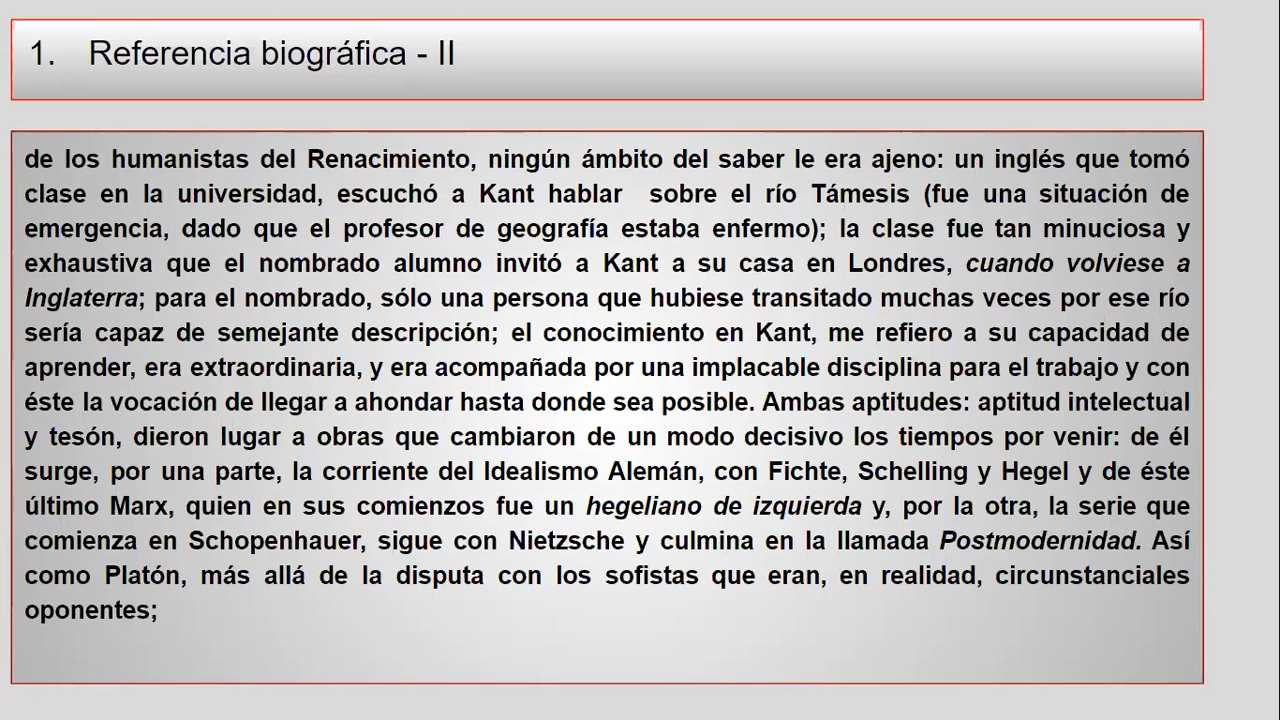 1. Referencia biográfica - II
de los humanistas del Renacimiento, ningún ámbito del saber le era ajeno: un inglés que tomó
clase en la universidad, escuchó a Kant hablar sobre el río Támesis (fue una situación de
emergencia, dado que el profesor de geografía estaba enfermo); la clase fue tan minuciosa y
exhaustiva que el nombrado alumno invitó a Kant a su casa en Londres, cuando volviese a
Inglaterra; para el nombrado, sólo una persona que hubiese transitado muchas veces por ese río
sería capaz de semejante descripción; el conocimiento en Kant, me refiero a su capacidad de
aprender, era extraordinaria, y era acompañada por una implacable disciplina para el trabajo y con
éste la vocación de llegar a ahondar hasta donde sea posible. Ambas aptitudes: aptitud intelectual
y tesón, dieron lugar a obras que cambiaron de un modo decisivo los tiempos por venir: de él
surge, por una parte, la corriente del Idealismo Alemán, con Fichte, Schelling y Hegel y de éste
último Marx, quien en sus comienzos fue un hegeliano de izquierda y, por la otra, la serie que
comienza en Schopenhauer, sigue con Nietzsche y culmina en la llamada Postmodernidad. Así
como Platón, más allá de la disputa con los sofistas que eran, en realidad, circunstanciales
oponentes;